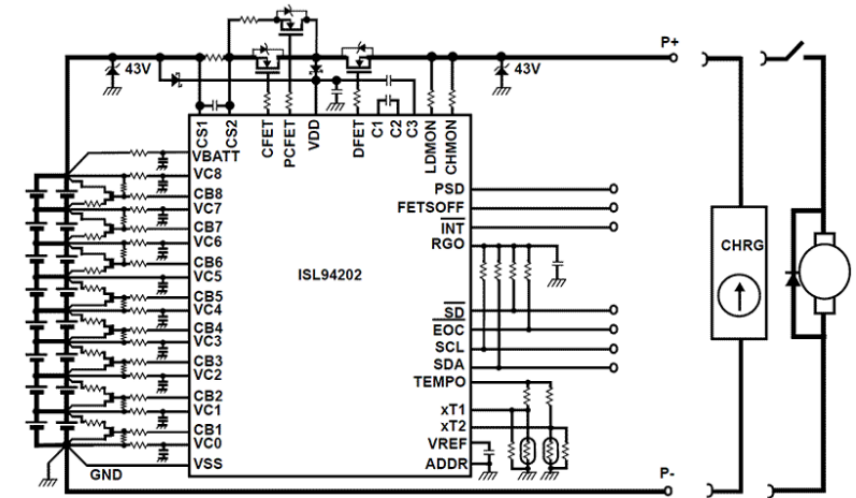 P+
43V
43V
CS1
CS2
CFET
PCFET
VDD
DFET
C1
C2
C3
LDMON
CHMON
VBATT
VC8
CB8
VC7
CB7
VC6
CB6
VC5
CB5
VC4
CB4
VC3
CB3
VC2
CB2
VC1
CB1
VC0
VSS
GND
ISL94202
PSD
FETSOFF
INT
RGO
SD
EOC
SCL
SDA
TEMPO
xT1
xT2
VREF
ADDR
CHRG
P-